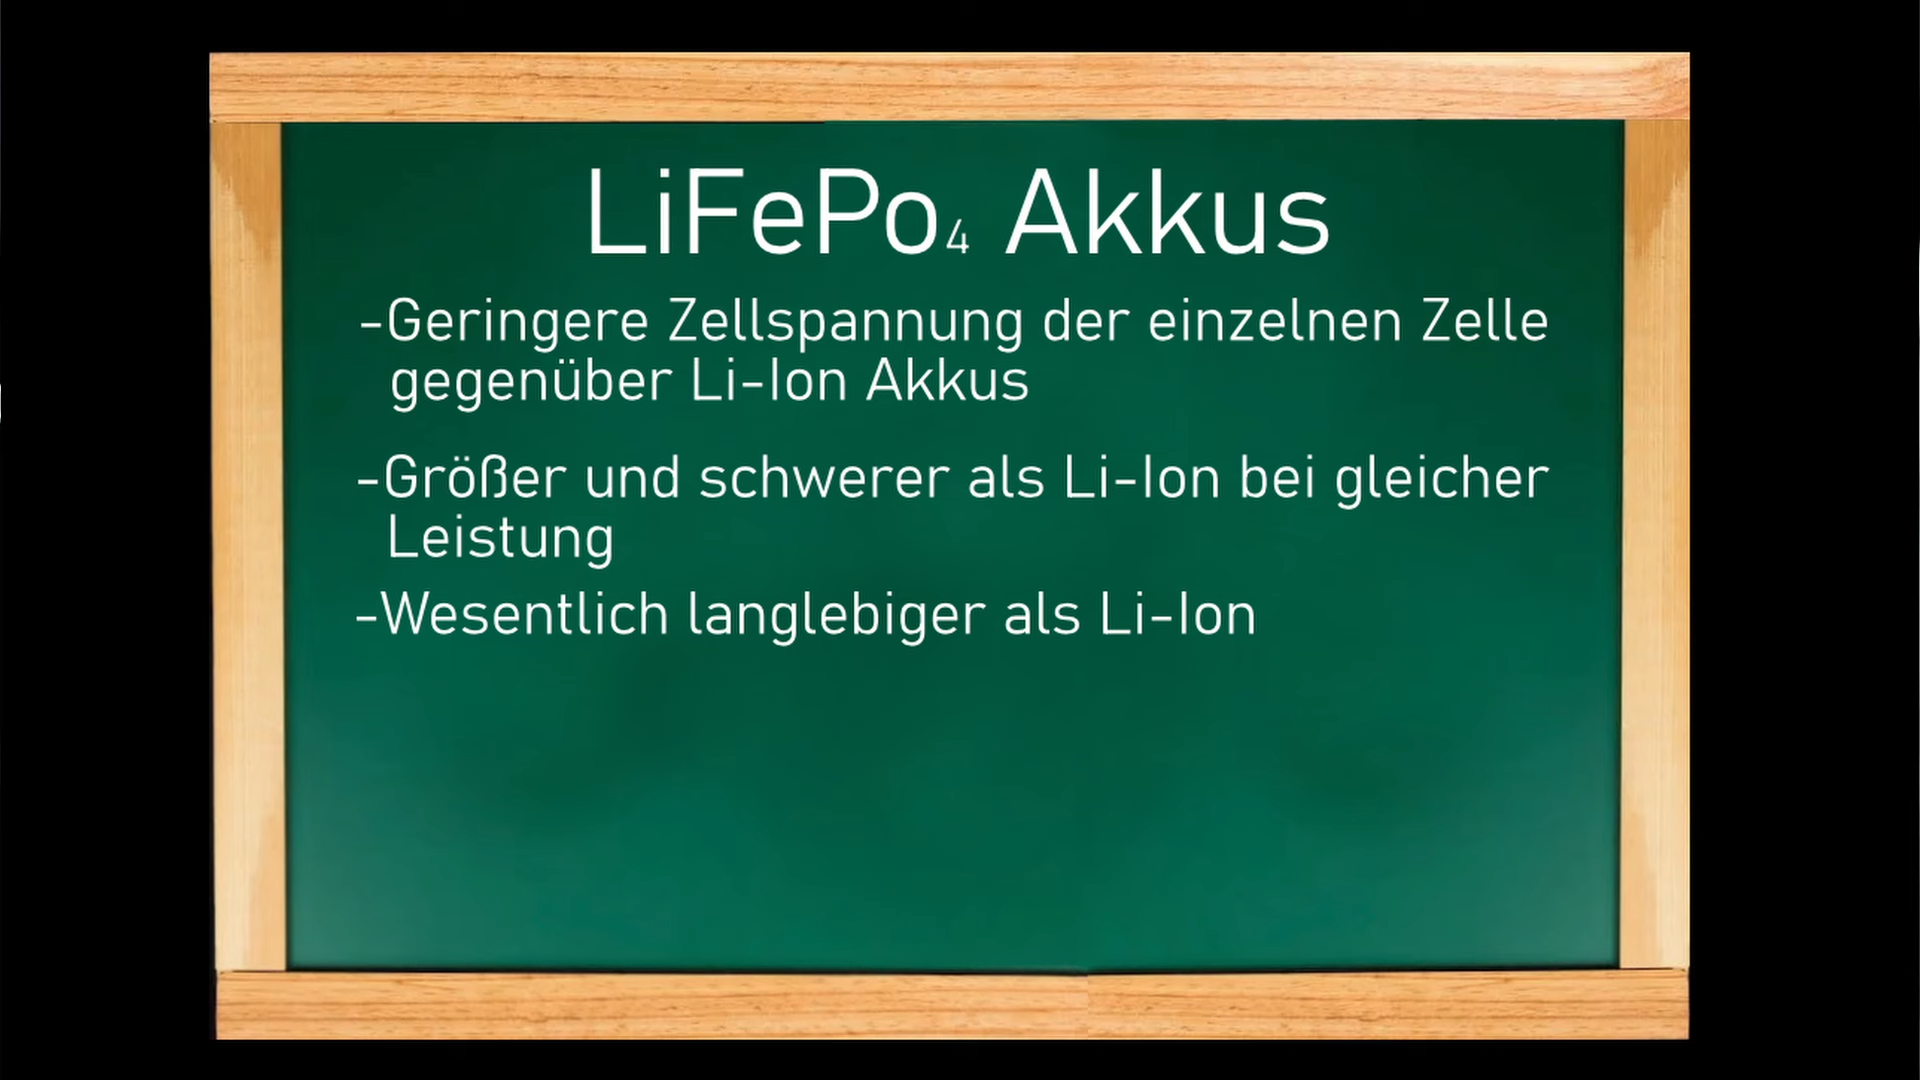 LiFePo₄ Akkus
-Geringere Zellspannung der einzelnen Zelle
gegenüber Li-Ion Akkus
-Größer und schwerer als Li-Ion bei gleicher
Leistung
-Wesentlich langlebiger als Li-Ion